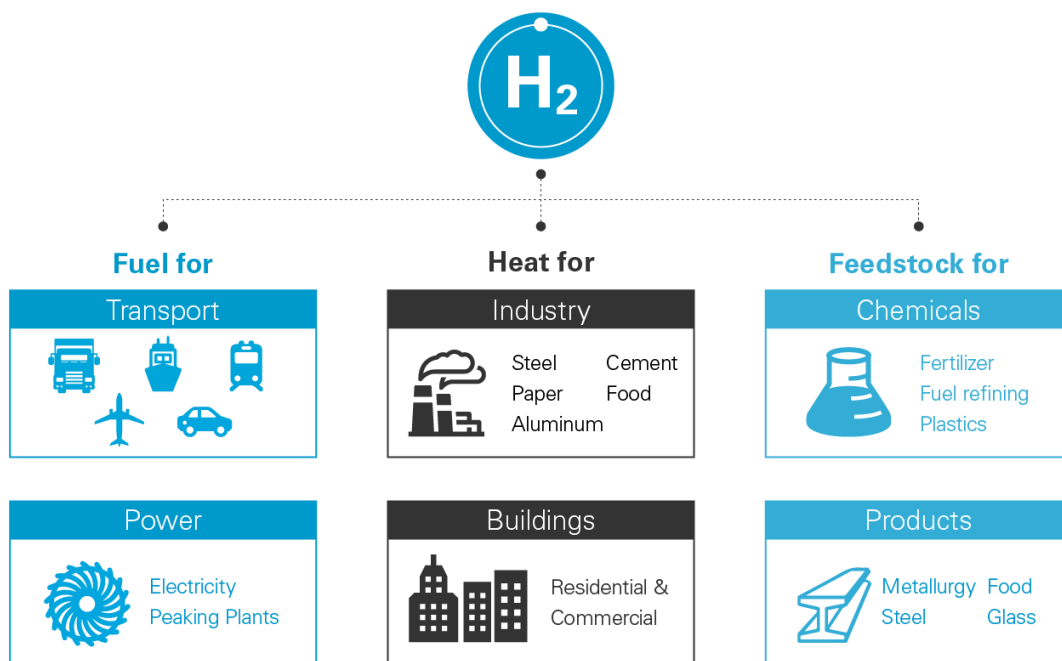 H₂
Fuel for
Transport
Power
Electricity
Peaking Plants
Heat for
Industry
Steel Cement
Paper Food
Aluminum
Buildings
Residential &
Commercial
Feedstock for
Chemicals
Fertilizer
Fuel refining
Plastics
Products
Metallurgy Food
Steel Glass